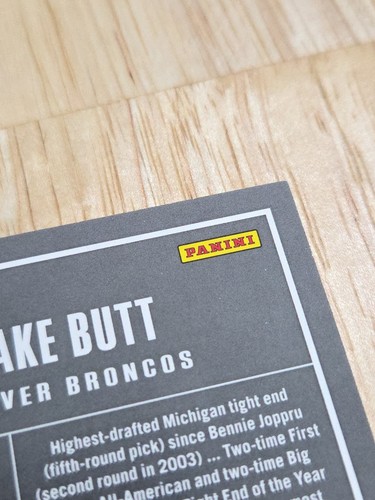 PANINI
AKE BUTT
VER BRONCOS
Highest-drafted Michigan tight end
(fifth-round pick) since Bennie Joppru
(second round in 2003) ... Two-time First
All-American and two-time Big
ht End of the Year